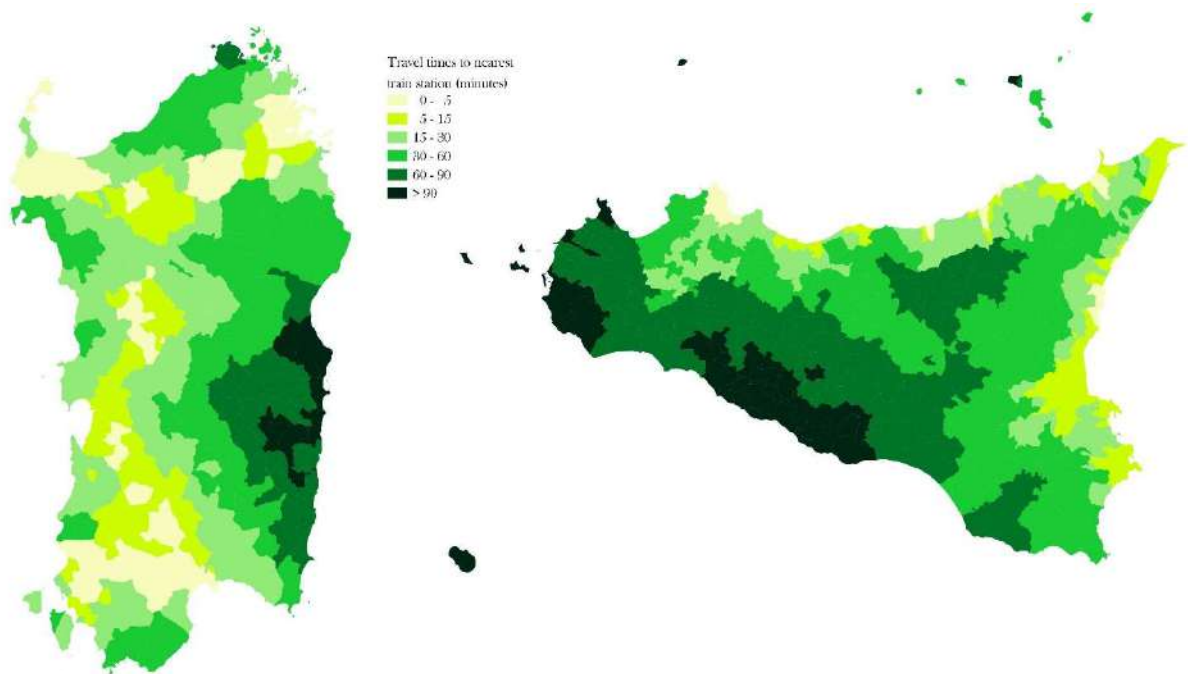 Travel times to nearest
train station (minutes)
0 - 5
5 - 15
15 - 30
30 - 60
60 - 90
> 90